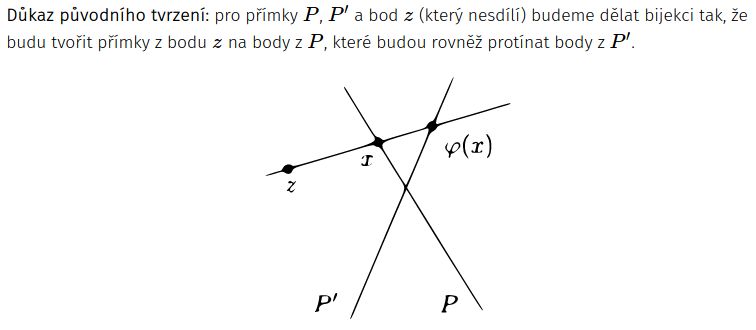 Důkaz původního tvrzení: pro přímky P, P′ a bod z (který nesdílí) budeme dělat bijekci tak, že
budu tvořit přímky z bodu z na body z P, které budou rovněž protínat body z P′.
x
φ(x)
z
P′
P